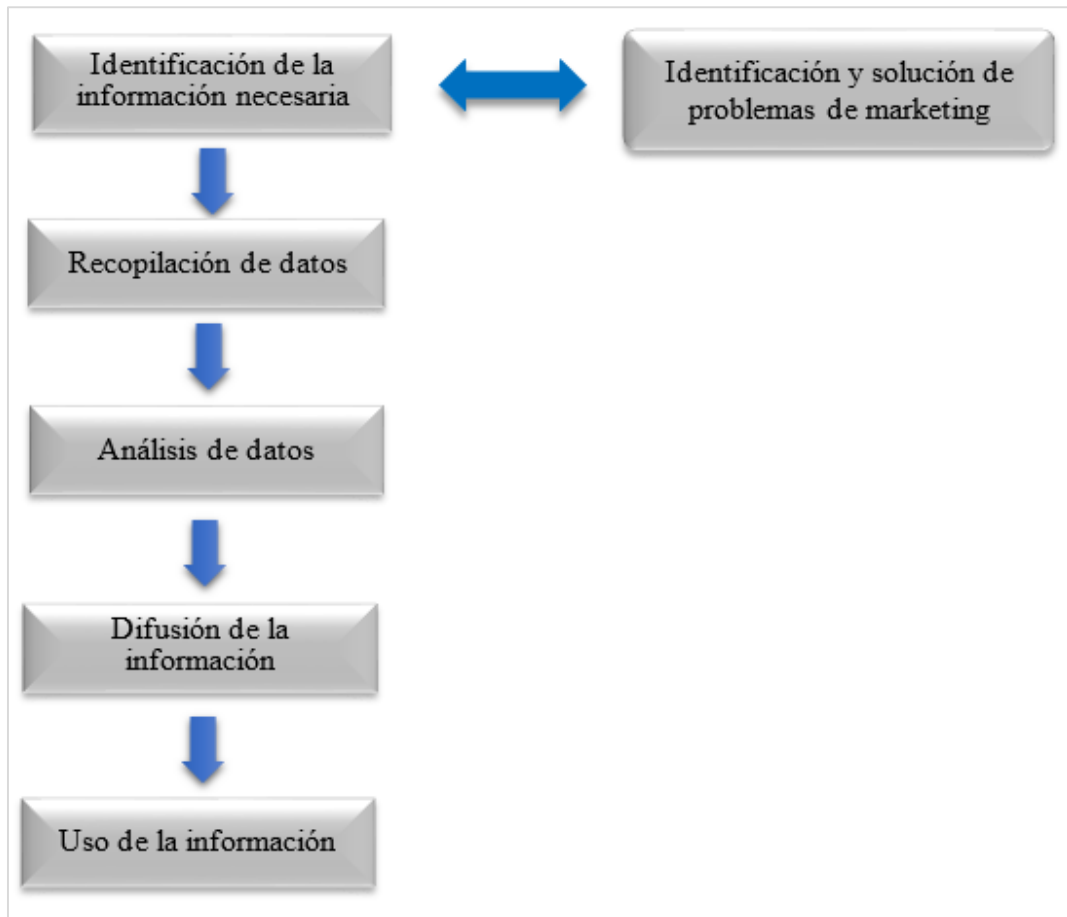 Identificación de la
información necesaria
Identificación y solución de
problemas de marketing
Recopilación de datos
Análisis de datos
Difusión de la
información
Uso de la información